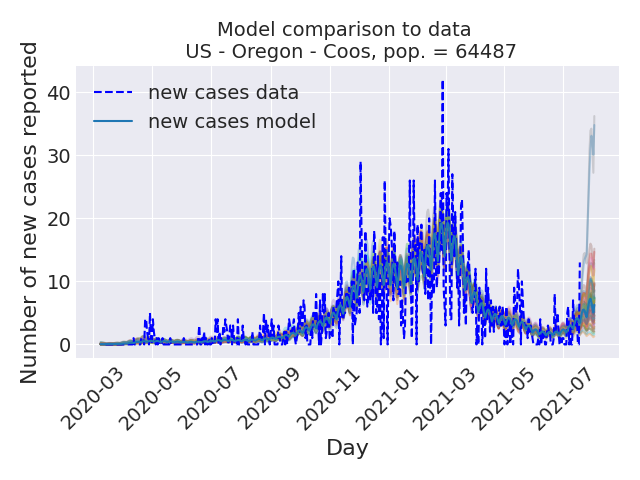 Model comparison to data
US - Oregon - Coos, pop. = 64487
Number of new cases reported
40
30
20
10
0
new cases data
new cases model
2020-03
2020-05
2020-07
2020-09
2020-11
2021-01
2021-03
2021-05
2021-07
Day